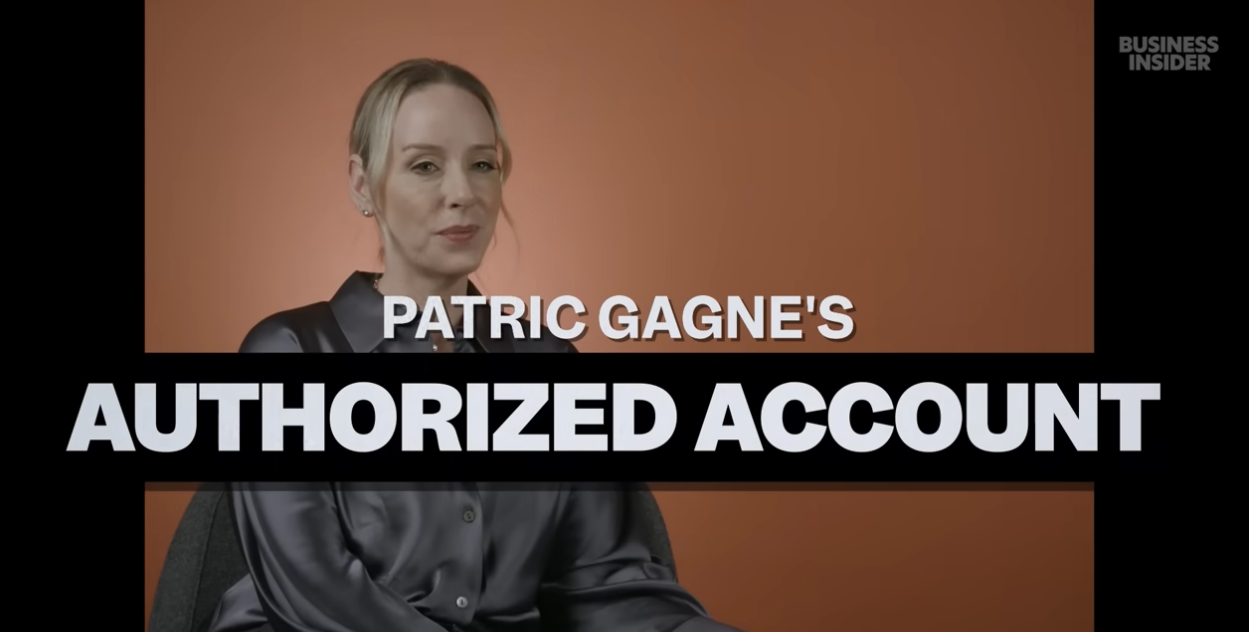 BUSINESS
INSIDER
PATRIC GAGNE'S
AUTHORIZED ACCOUNT